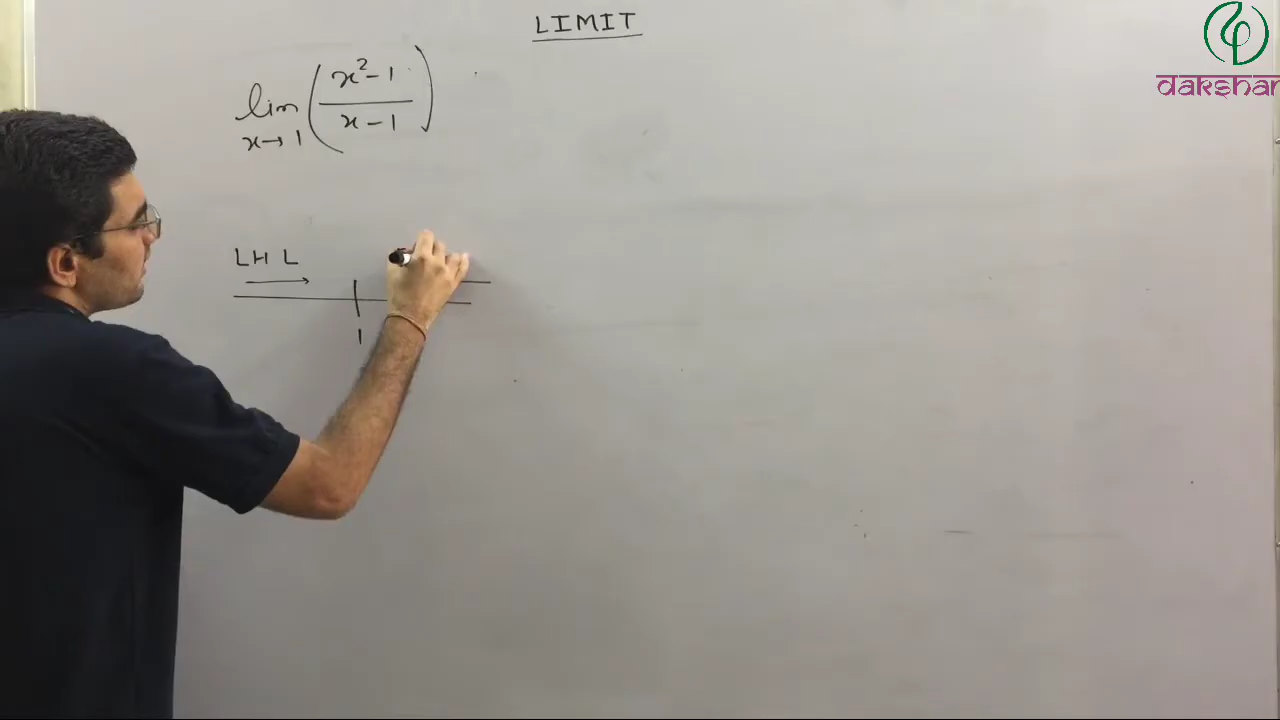 LIMIT
dakshar
lim x→1 (x²-1 / x-1)
LHL
1